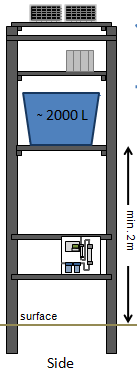 ~ 2000 L
min. 2m
surface
Side